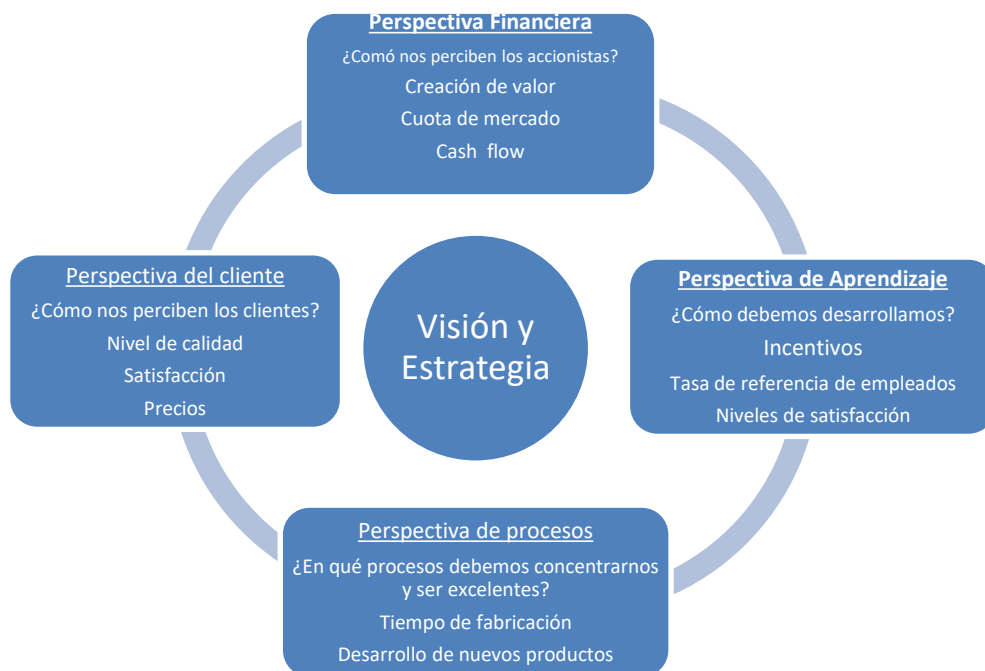 Perspectiva Financiera
¿Comó nos perciben los accionistas?
Creación de valor
Cuota de mercado
Cash flow
Perspectiva del cliente
¿Cómo nos perciben los clientes?
Nivel de calidad
Satisfacción
Precios
Visión y
Estrategia
Perspectiva de Aprendizaje
¿Cómo debemos desarrollamos?
Incentivos
Tasa de referencia de empleados
Niveles de satisfacción
Perspectiva de procesos
¿En qué procesos debemos concentrarnos
y ser excelentes?
Tiempo de fabricación
Desarrollo de nuevos productos